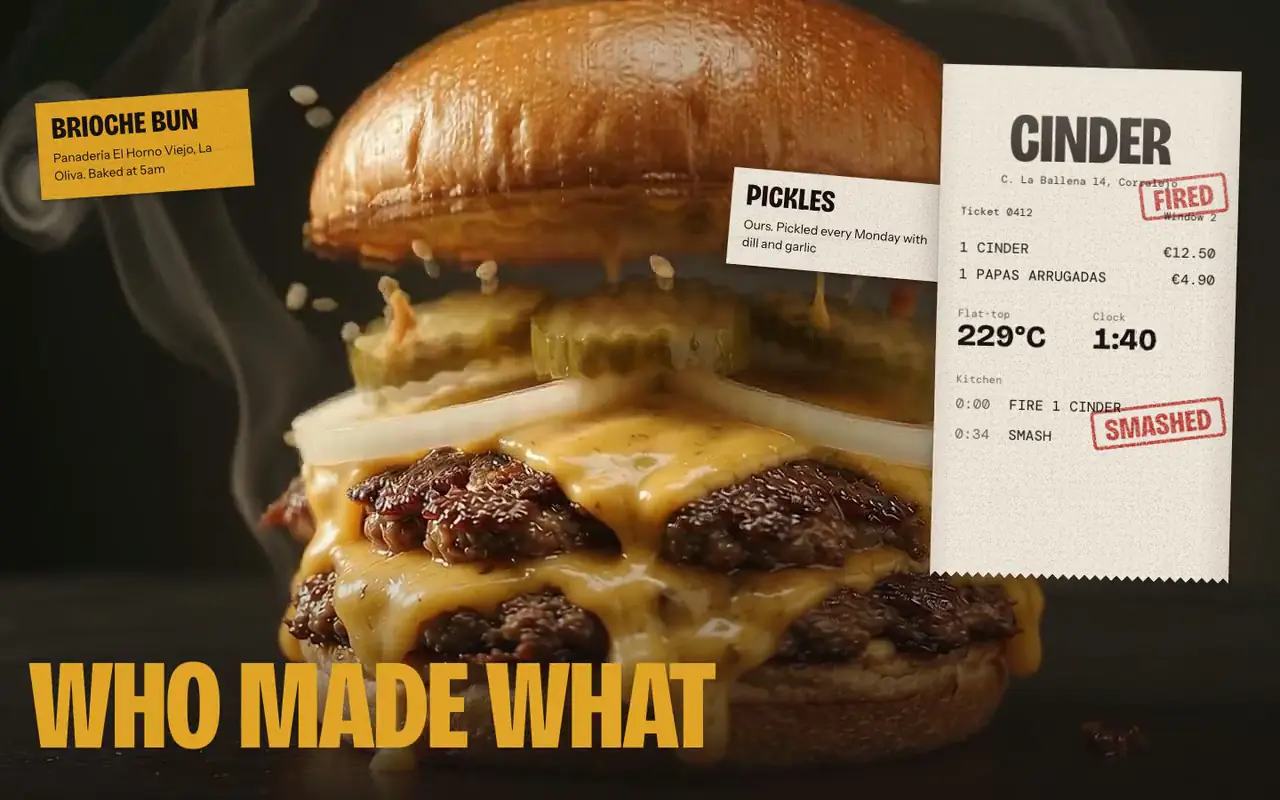 BRIOCHE BUN
Panadería El Horno Viejo, La
Oliva. Baked at 5am
PICKLES
Ours. Pickled every Monday with
dill and garlic
CINDER
C. La Ballena 14, Corralejo
FIRED
Ticket 0412
Window 2
1 CINDER €12.50
1 PAPAS ARRUGADAS €4.90
Flat-top Clock
229°C 1:40
Kitchen
0:00 FIRE 1 CINDER
0:34 SMASH
SMASHED
WHO MADE WHAT